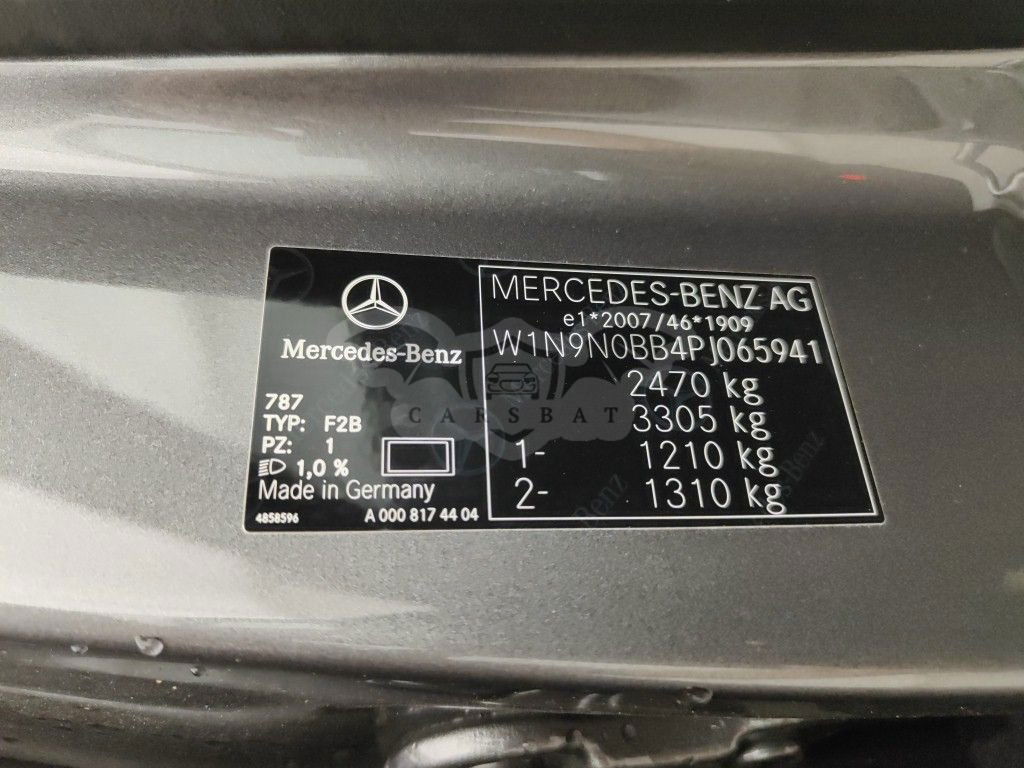 Mercedes-Benz
787
TYP: F2B
PZ: 1
1,0 %
Made in Germany
4858596 A 000 817 44 04
MERCEDES-BENZ AG
e1*2007/46*1909
W1N9N0BB4PJ065941
2470 kg
3305 kg
1- 1210 kg
2- 1310 kg
CARSBAT